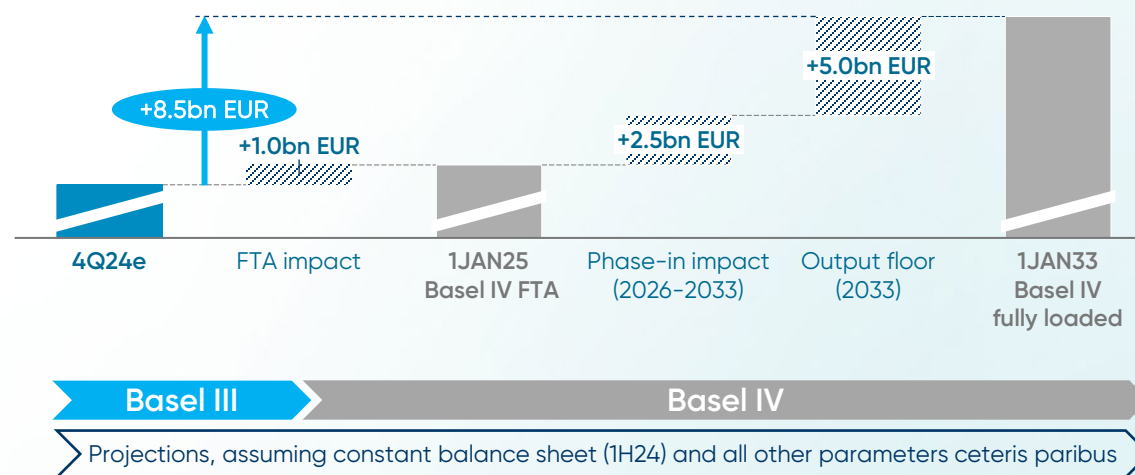 +5.0bn EUR
+8.5bn EUR
+1.0bn EUR
+2.5bn EUR
4Q24e
FTA impact
1JAN25
Basel IV FTA
Phase-in impact
(2026-2033)
Output floor
(2033)
1JAN33
Basel IV
fully loaded
Basel III
Basel IV
Projections, assuming constant balance sheet (1H24) and all other parameters ceteris paribus